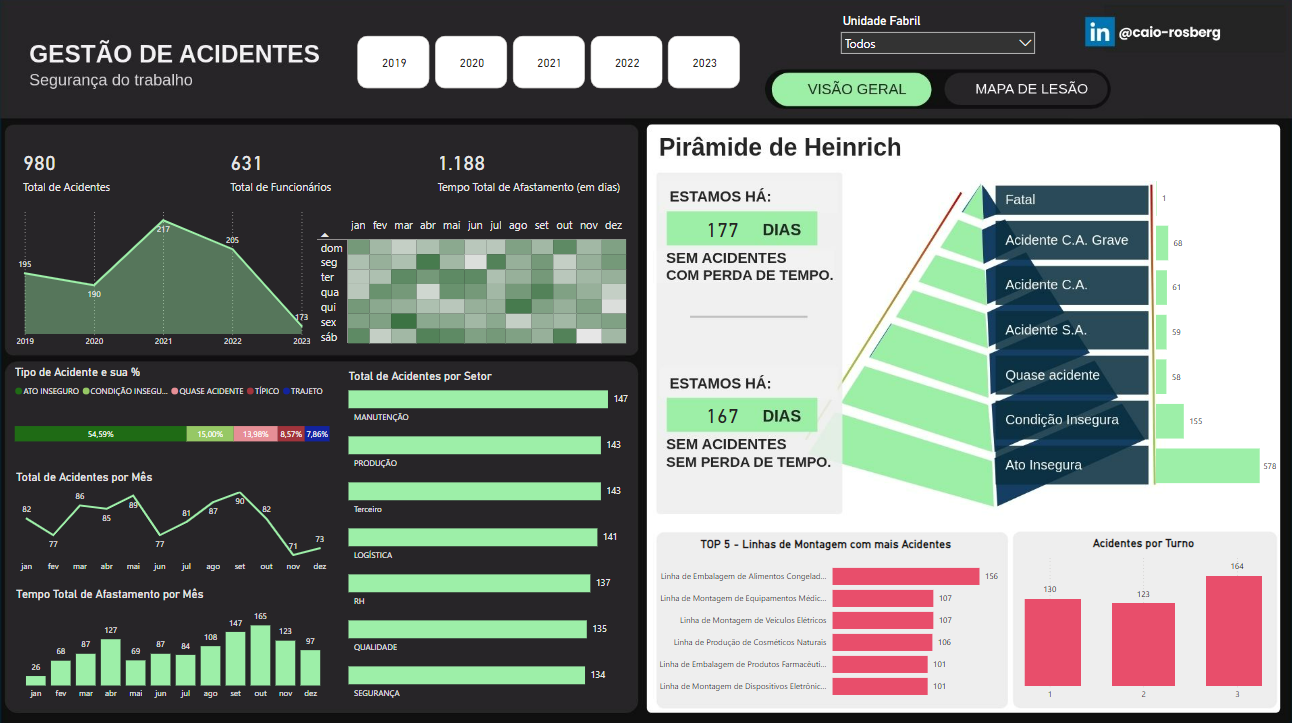 GESTÃO DE ACIDENTES
Segurança do trabalho
2019
2020
2021
2022
2023
Unidade Fabril
Todos
in @caio-rosberg
VISÃO GERAL
MAPA DE LESÃO
980
Total de Acidentes
631
Total de Funcionários
1.188
Tempo Total de Afastamento (em dias)
195
190
217
205
173
2019 2020 2021 2022 2023
jan fev mar abr mai jun jul ago set out nov dez
dom
seg
ter
qua
qui
sex
sáb
Tipo de Acidente e sua %
ATO INSEGURO CONDIÇÃO INSEGU... QUASE ACIDENTE TÍPICO TRAJETO
54,59% 15,00% 13,98% 8,57% 7,86%
Total de Acidentes por Mês
82 77 86 85 89 77 81 87 90 82 71 73
jan fev mar abr mai jun jul ago set out nov dez
Tempo Total de Afastamento por Mês
26 68 87 127 69 87 84 108 147 165 123 97
jan fev mar abr mai jun jul ago set out nov dez
Total de Acidentes por Setor
147
MANUTENÇÃO
143
PRODUÇÃO
143
Terceiro
141
LOGÍSTICA
137
RH
135
QUALIDADE
134
SEGURANÇA
Pirâmide de Heinrich
ESTAMOS HÁ:
177 DIAS
SEM ACIDENTES
COM PERDA DE TEMPO.
ESTAMOS HÁ:
167 DIAS
SEM ACIDENTES
SEM PERDA DE TEMPO.
Fatal 1
Acidente C.A. Grave 68
Acidente C.A. 61
Acidente S.A. 59
Quase acidente 58
Condição Insegura 155
Ato Insegura 578
TOP 5 - Linhas de Montagem com mais Acidentes
Linha de Embalagem de Alimentos Congelad... 156
Linha de Montagem de Equipamentos Médic... 107
Linha de Montagem de Veículos Elétricos 107
Linha de Produção de Cosméticos Naturais 106
Linha de Embalagem de Produtos Farmacêuti... 101
Linha de Montagem de Dispositivos Eletrônic... 101
Acidentes por Turno
130 123 164
1 2 3